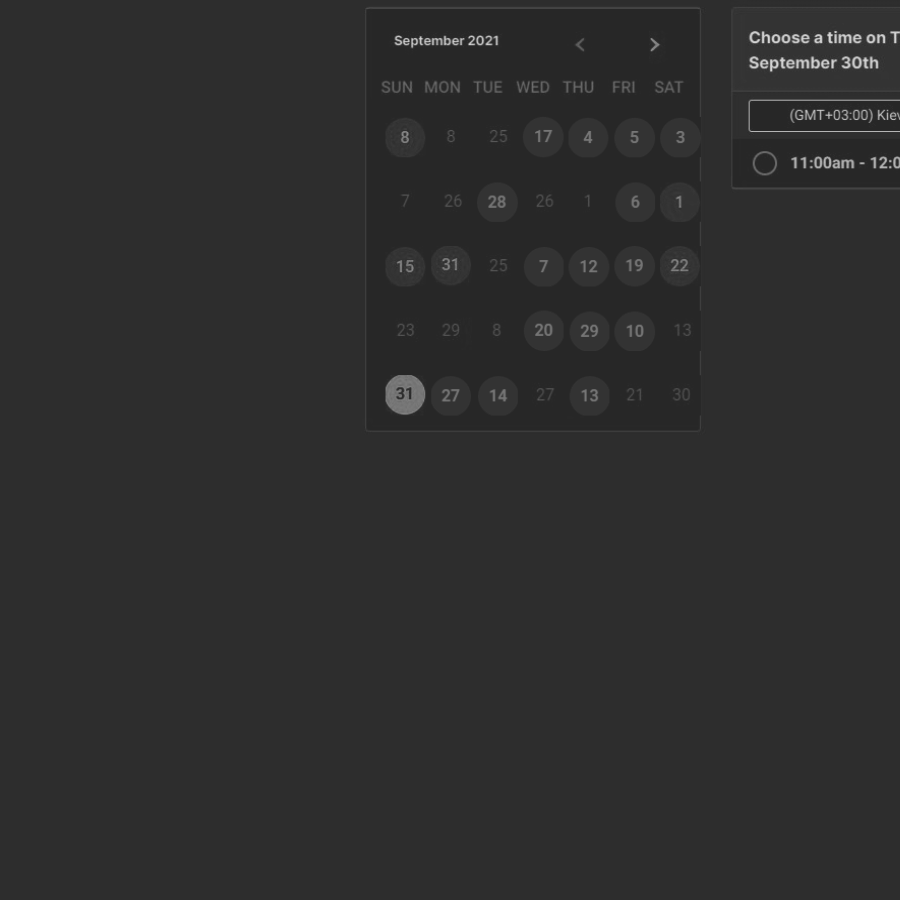 September 2021
SUN MON TUE WED THU FRI SAT
8 8 25 17 4 5 3
7 26 28 26 1 6 1
15 31 25 7 12 19 22
23 29 8 20 29 10 13
31 27 14 27 13 21 30
Choose a time on T
September 30th
(GMT+03:00) Kiev
11:00am - 12:0